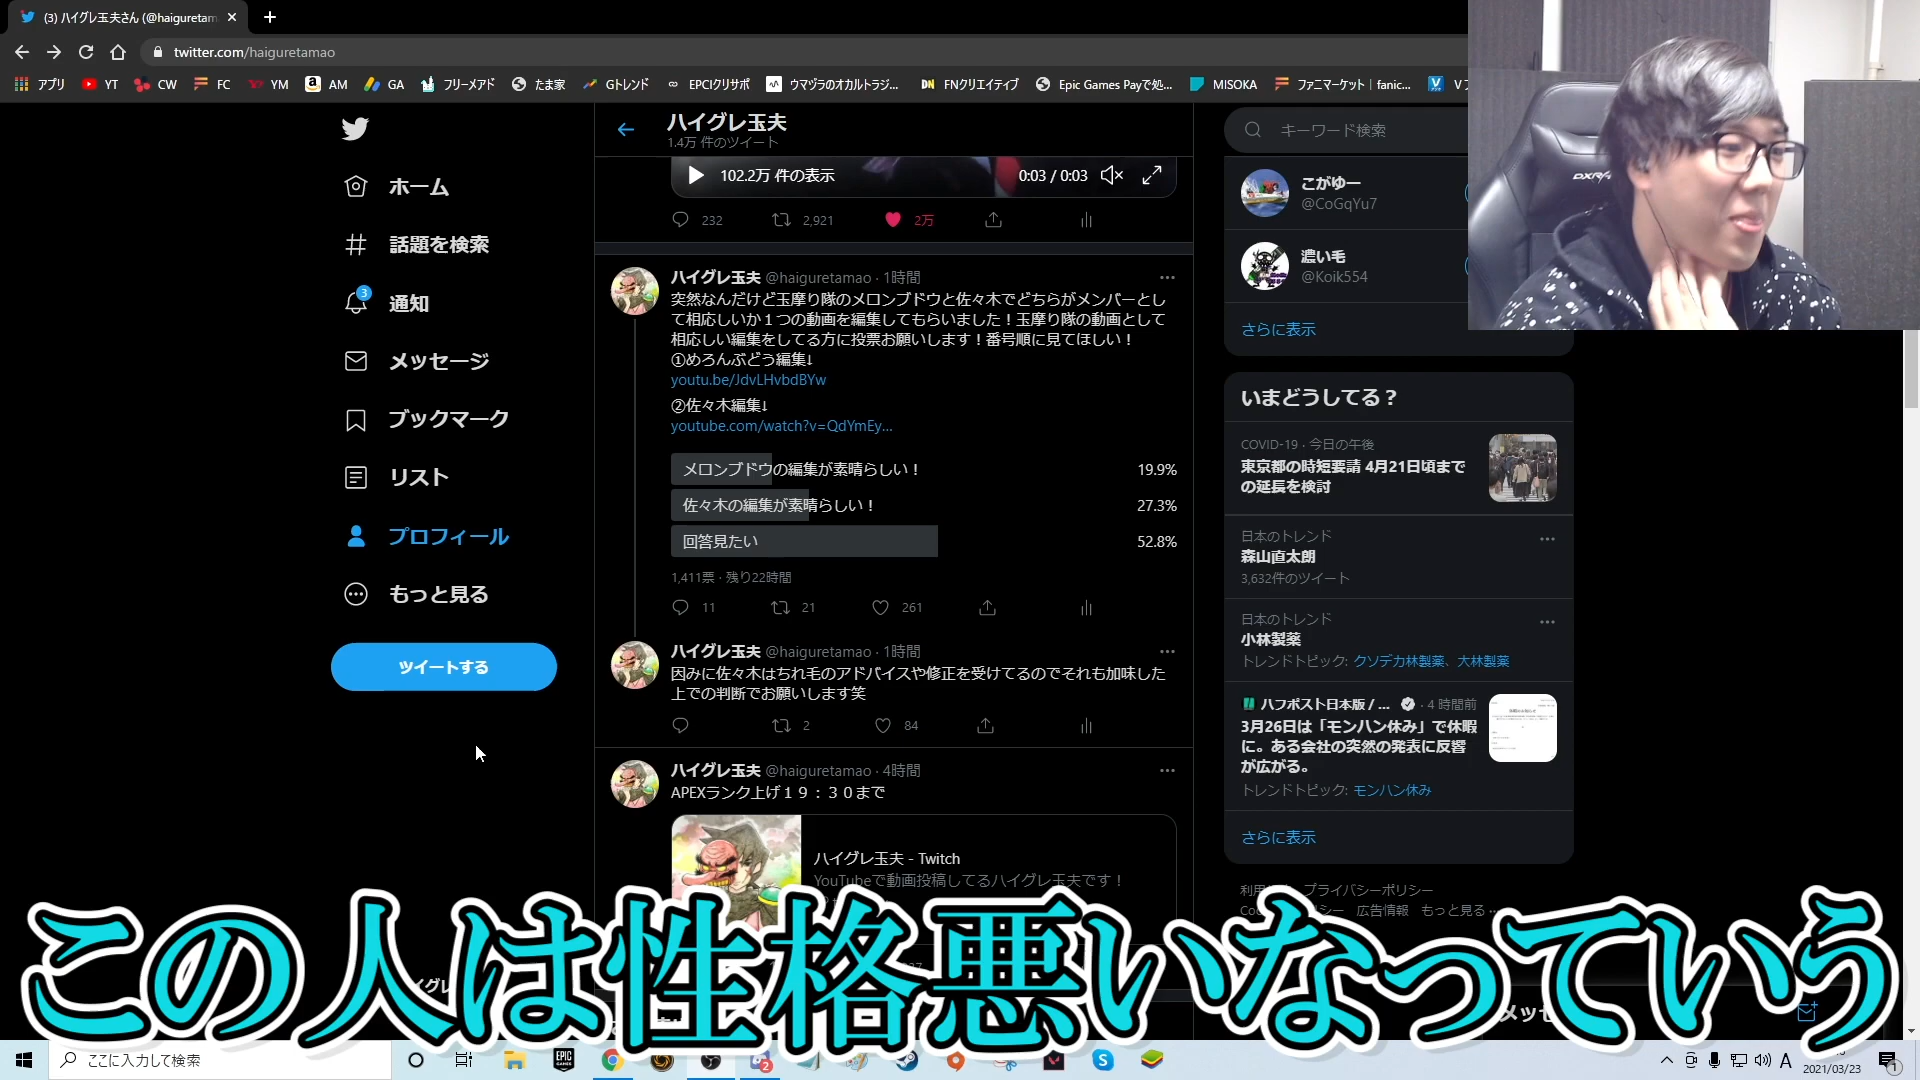 (3) ハイグレ玉夫さん (@haiguretam
twitter.com/haiguretamao
アプリ YT CW FC YM AM GA フリーメアド たま家 Gトレンド EPCIクリサポ ウマヅラのオカルトラジ... FNクリエイティブ Epic Games Payで処... MISOKA ファニマーケット | fanic...
DXR/
ホーム
話題を検索
3
通知
メッセージ
ブックマーク
リスト
プロフィール
もっと見る
ツイートする
ハイグレ玉夫
1.4万 件のツイート
102.2万 件の表示 0:03 / 0:03
232 2,921 2万
ハイグレ玉夫 @haiguretamao · 1時間
突然なんだけど玉摩り隊のメロンブドウと佐々木でどちらがメンバーとし
て相応しいか１つの動画を編集してもらいました！玉摩り隊の動画として
相応しい編集をしてる方に投票お願いします！番号順に見てほしい！
①めろんぶどう編集↓
youtu.be/JdvLHvbdBYw
②佐々木編集↓
youtube.com/watch?v=QdYmEy...
メロンブドウの編集が素晴らしい！ 19.9%
佐々木の編集が素晴らしい！ 27.3%
回答見たい 52.8%
1,411票 · 残り22時間
11 21 261
ハイグレ玉夫 @haiguretamao · 1時間
因みに佐々木はちれ毛のアドバイスや修正を受けてるのでそれも加味した
上での判断でお願いします笑
2 84
ハイグレ玉夫 @haiguretamao · 4時間
APEXランク上げ１９：３０まで
ハイグレ玉夫 - Twitch
YouTubeで動画投稿してるハイグレ玉夫です！
キーワード検索
こがゆー
@CoGqYu7
濃い毛
@Koik554
さらに表示
いまどうしてる？
COVID-19 · 今日の午後
東京都の時短要請 4月21日頃まで
の延長を検討
日本のトレンド
森山直太朗
3,632件のツイート
日本のトレンド
小林製薬
トレンドトピック: クソデカ林製薬、大林製薬
ハフポスト日本版 / ... · 4 時間前
3月26日は「モンハン休み」で休暇
に。ある会社の突然の発表に反響
が広がる。
トレンドトピック: モンハン休み
さらに表示
プライバシーポリシー
広告情報 もっと見る
この人は性格悪いなっていう
ここに入力して検索
EPIC GAMES
2
A
2021/03/23
1